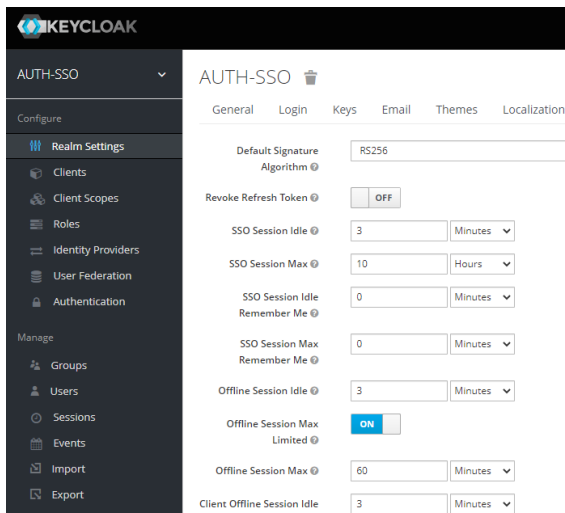 KEYCLOAK
AUTH-SSO
Configure
Realm Settings
Clients
Client Scopes
Roles
Identity Providers
User Federation
Authentication
Manage
Groups
Users
Sessions
Events
Import
Export
AUTH-SSO
General Login Keys Email Themes Localization
Default Signature
Algorithm
RS256
Revoke Refresh Token OFF
SSO Session Idle 3 Minutes
SSO Session Max 10 Hours
SSO Session Idle
Remember Me
0 Minutes
SSO Session Max
Remember Me
0 Minutes
Offline Session Idle 3 Minutes
Offline Session Max
Limited
ON
Offline Session Max 60 Minutes
Client Offline Session Idle 3 Minutes